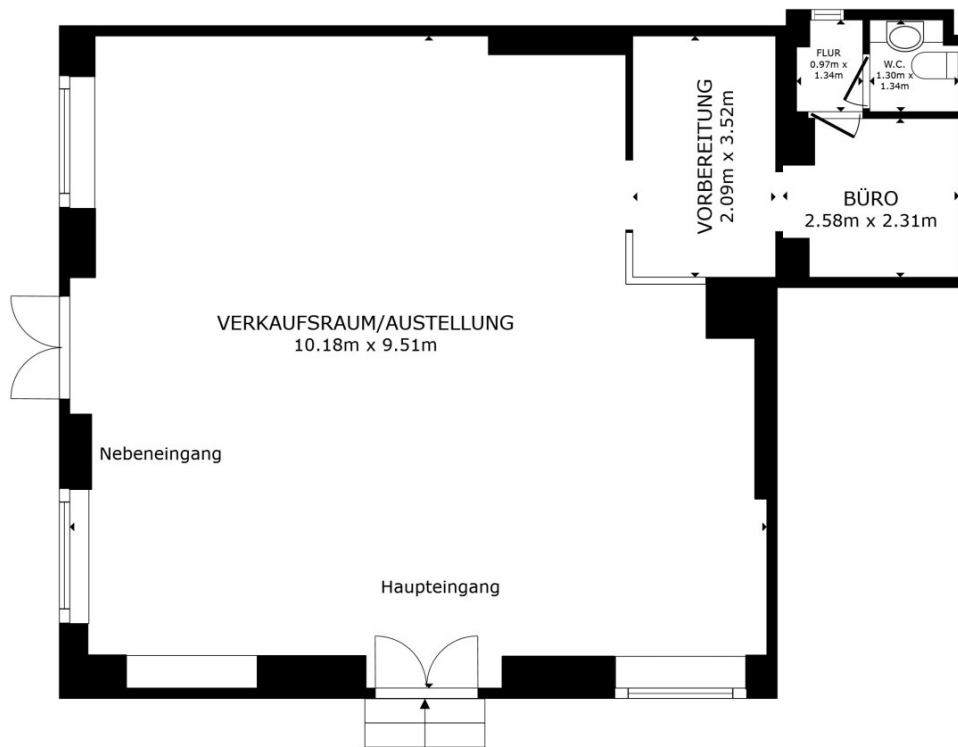 FLUR
0.97m x
1.34m
W.C.
1.30m x
1.34m
VORBEREITUNG
2.09m x 3.52m
BÜRO
2.58m x 2.31m
VERKAUFSRAUM/AUSTELLUNG
10.18m x 9.51m
Nebeneingang
Haupteingang